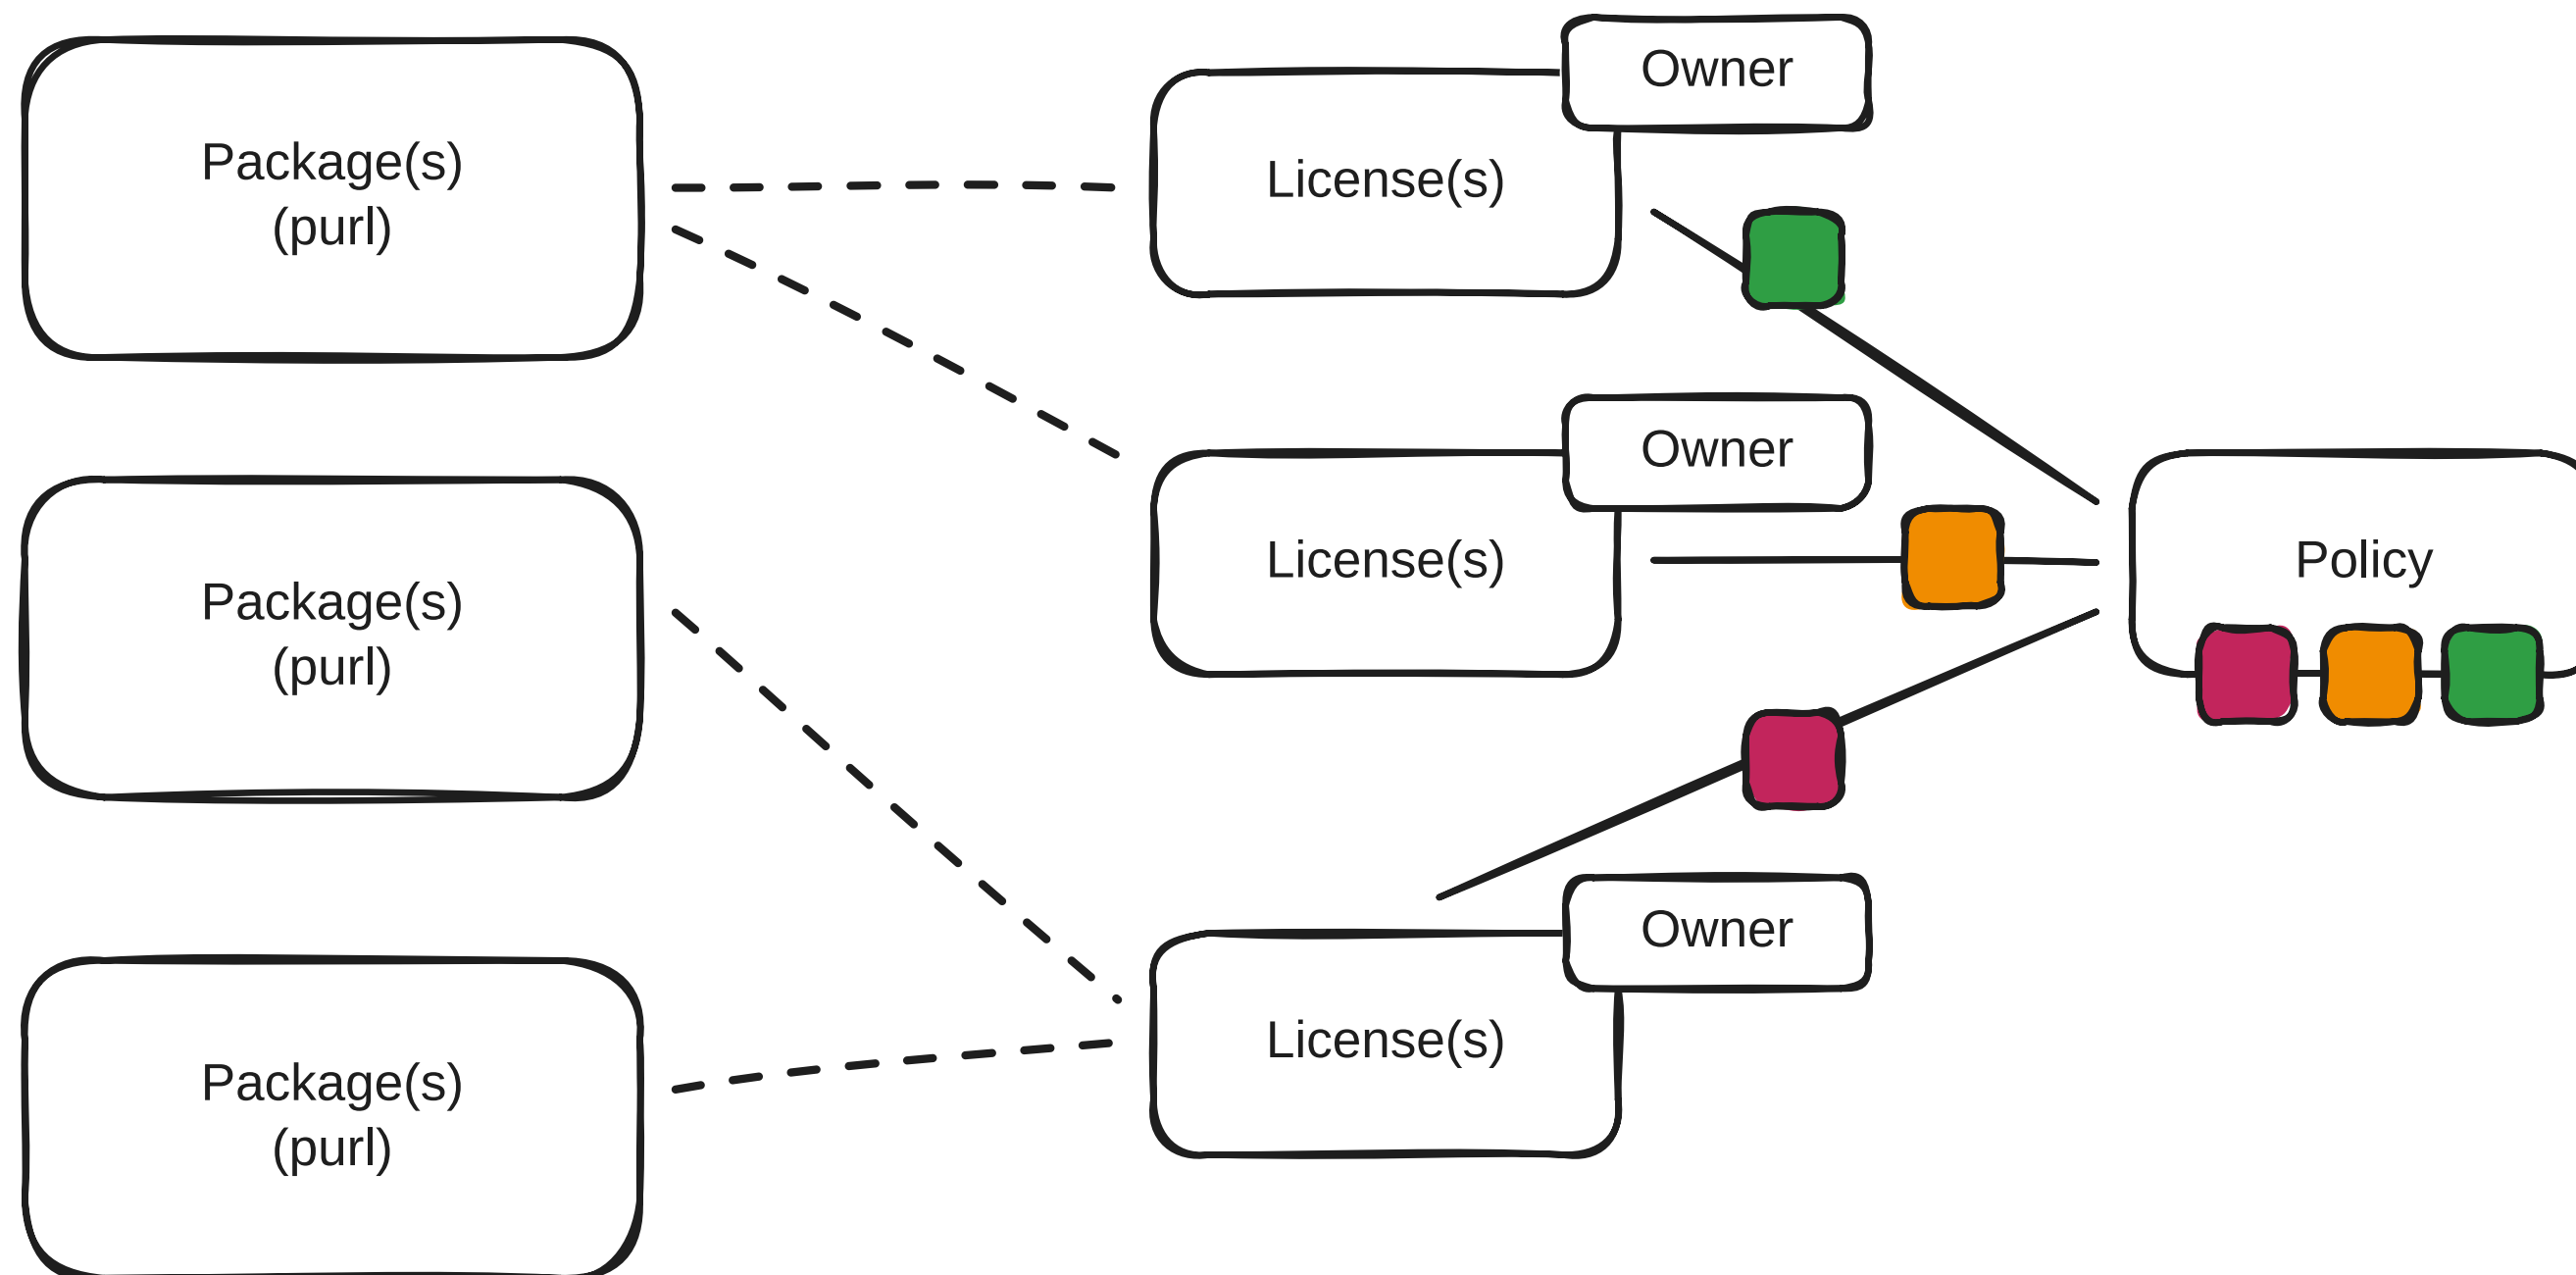 Owner
Package(s)
(purl)
License(s)
Owner
Package(s)
(purl)
License(s)
Policy
Owner
Package(s)
(purl)
License(s)